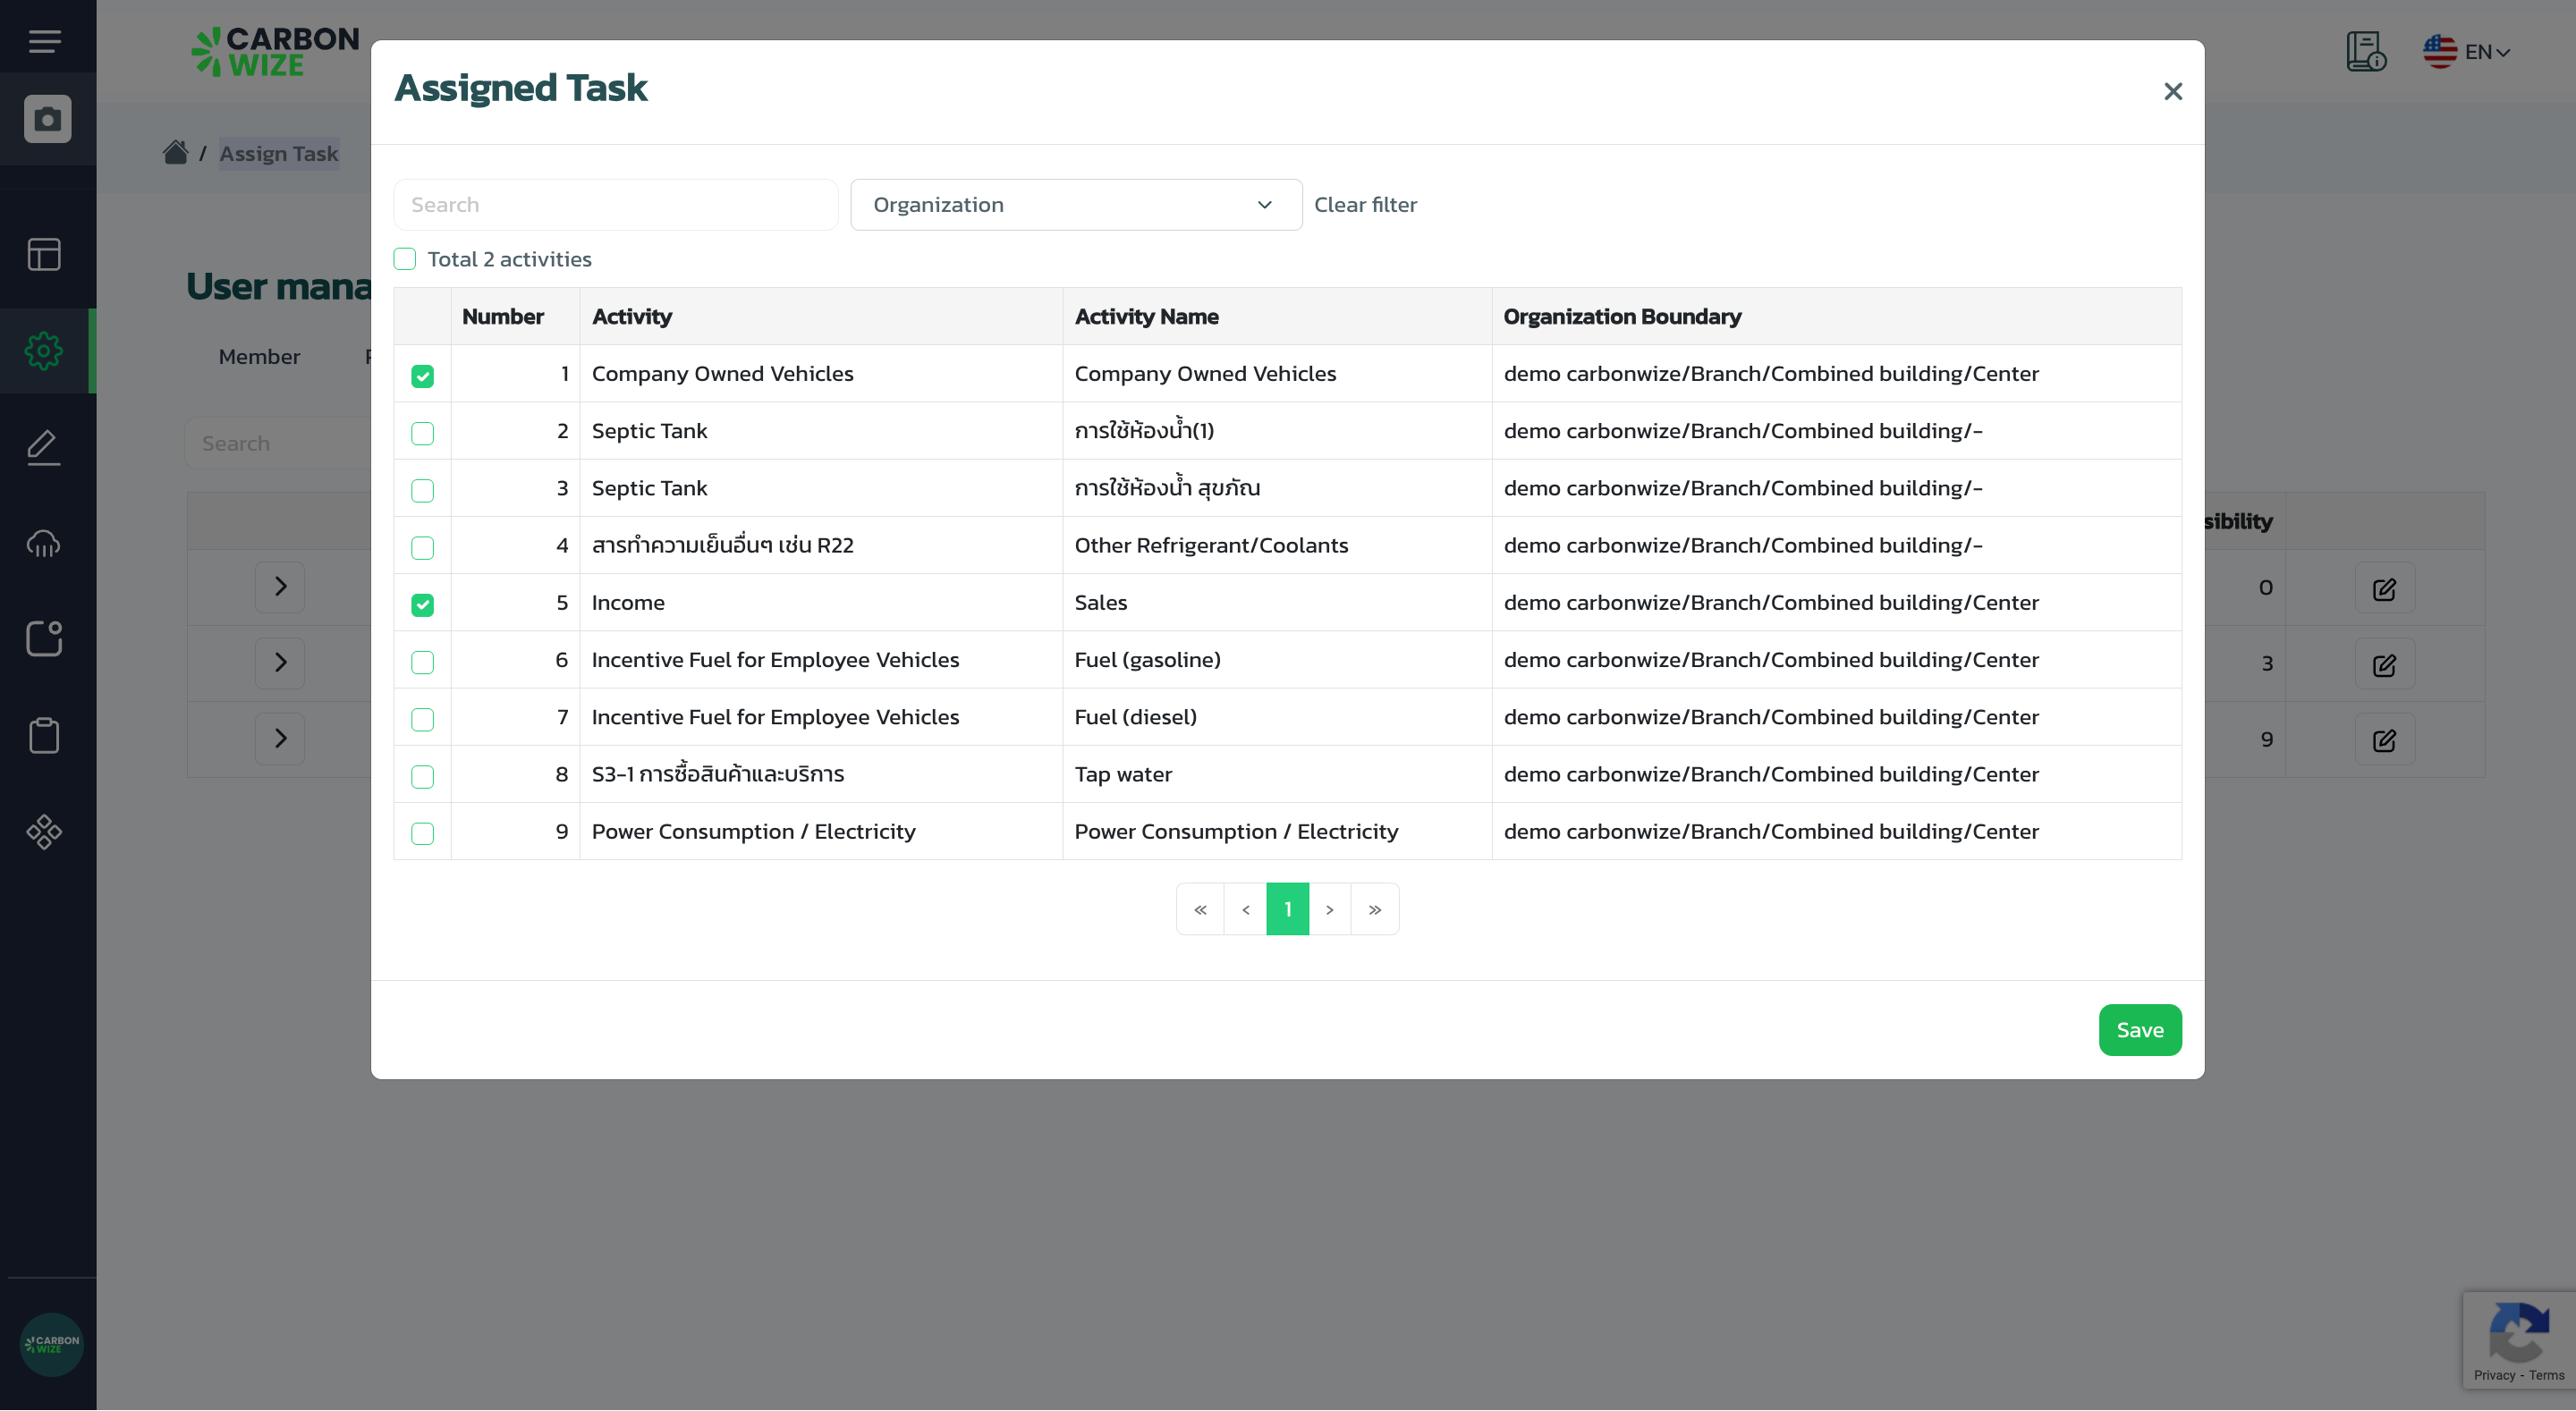 CARBON
WIZE
EN
/ Assign Task
User mana
Member
Search
sibility
0
3
9
Assigned Task
Search
Organization
Clear filter
Total 2 activities
Number Activity Activity Name Organization Boundary
1 Company Owned Vehicles Company Owned Vehicles demo carbonwize/Branch/Combined building/Center
2 Septic Tank การใช้ห้องน้ำ(1) demo carbonwize/Branch/Combined building/-
3 Septic Tank การใช้ห้องน้ำ สุขภัณ demo carbonwize/Branch/Combined building/-
4 สารทำความเย็นอื่นๆ เช่น R22 Other Refrigerant/Coolants demo carbonwize/Branch/Combined building/-
5 Income Sales demo carbonwize/Branch/Combined building/Center
6 Incentive Fuel for Employee Vehicles Fuel (gasoline) demo carbonwize/Branch/Combined building/Center
7 Incentive Fuel for Employee Vehicles Fuel (diesel) demo carbonwize/Branch/Combined building/Center
8 S3-1 การซื้อสินค้าและบริการ Tap water demo carbonwize/Branch/Combined building/Center
9 Power Consumption / Electricity Power Consumption / Electricity demo carbonwize/Branch/Combined building/Center
« ‹ 1 › »
Save
CARBON
WIZE
Privacy - Terms